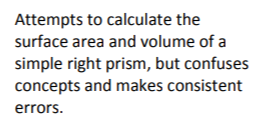 Attempts to calculate the
surface area and volume of a
simple right prism, but confuses
concepts and makes consistent
errors.